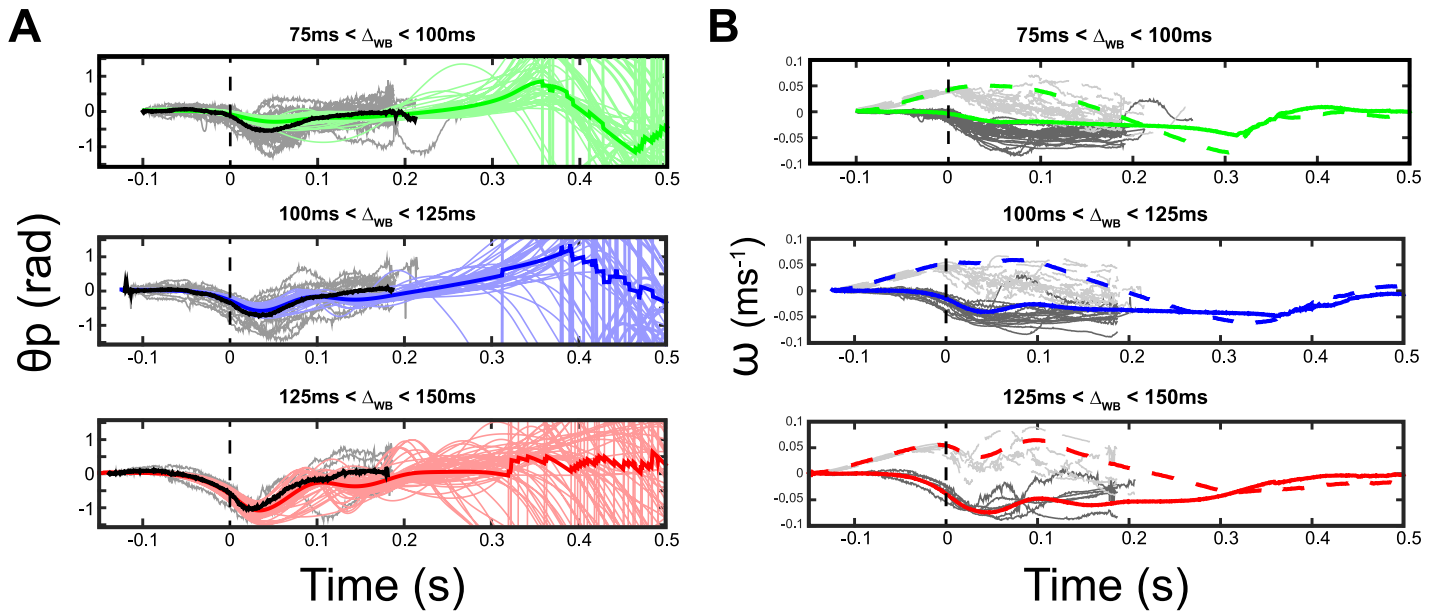 A
75ms < Δ_WB < 100ms
1
0
-1
-0.1 0 0.1 0.2 0.3 0.4 0.5
100ms < Δ_WB < 125ms
1
0
-1
-0.1 0 0.1 0.2 0.3 0.4 0.5
θp (rad)
125ms < Δ_WB < 150ms
1
0
-1
-0.1 0 0.1 0.2 0.3 0.4 0.5
Time (s)
B
75ms < Δ_WB < 100ms
0.1
0.05
0
-0.05
-0.1
-0.1 0 0.1 0.2 0.3 0.4 0.5
100ms < Δ_WB < 125ms
0.1
0.05
0
-0.05
-0.1
-0.1 0 0.1 0.2 0.3 0.4 0.5
ω (ms⁻¹)
125ms < Δ_WB < 150ms
0.1
0.05
0
-0.05
-0.1
-0.1 0 0.1 0.2 0.3 0.4 0.5
Time (s)